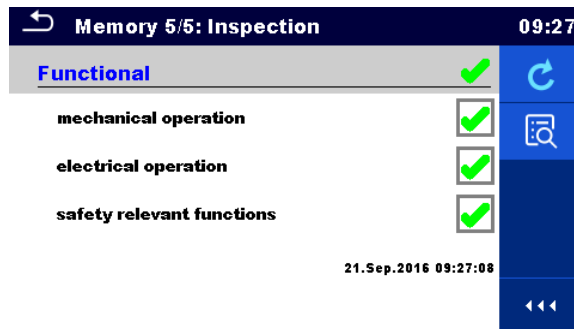 Memory 5/5: Inspection 09:27
Functional
mechanical operation
electrical operation
safety relevant functions
21.Sep.2016 09:27:08